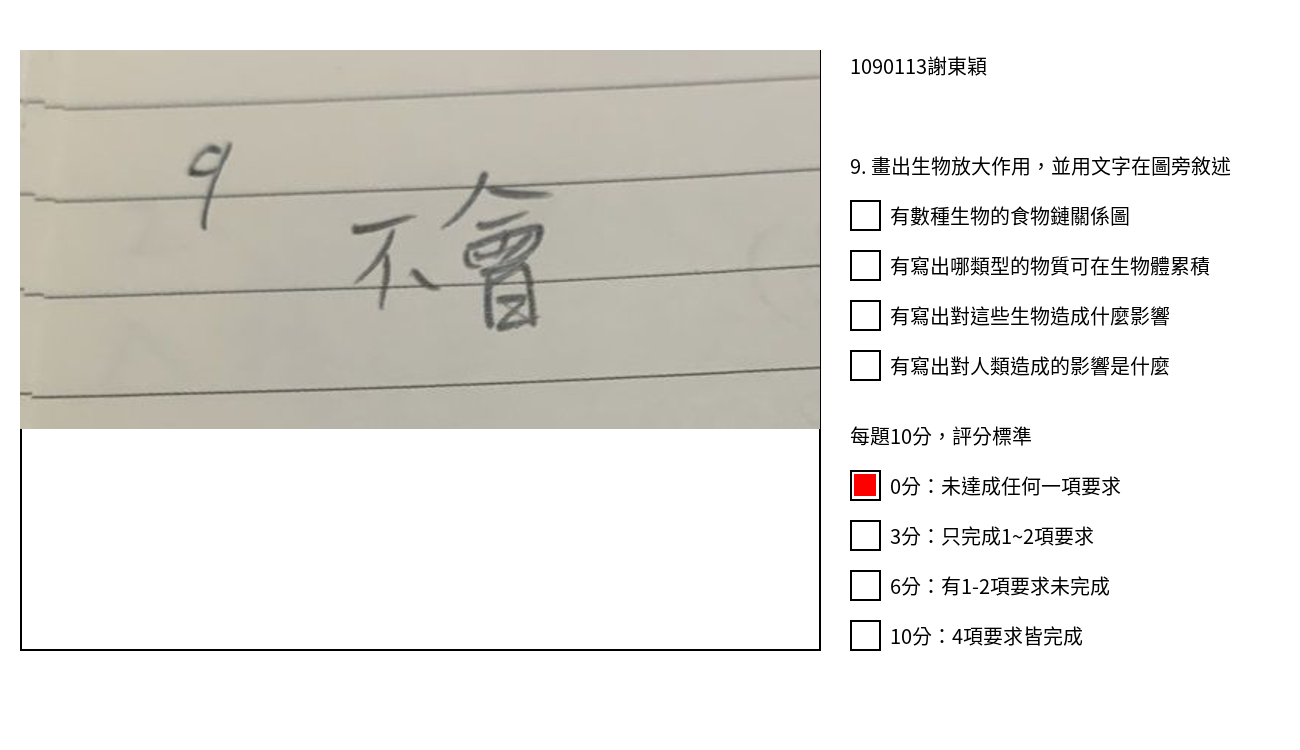 9
不會
1090113謝東穎
9. 畫出生物放大作用，並用文字在圖旁敘述
有數種生物的食物鏈關係圖
有寫出哪類型的物質可在生物體累積
有寫出對這些生物造成什麼影響
有寫出對人類造成的影響是什麼
每題10分，評分標準
0分：未達成任何一項要求
3分：只完成1~2項要求
6分：有1-2項要求未完成
10分：4項要求皆完成